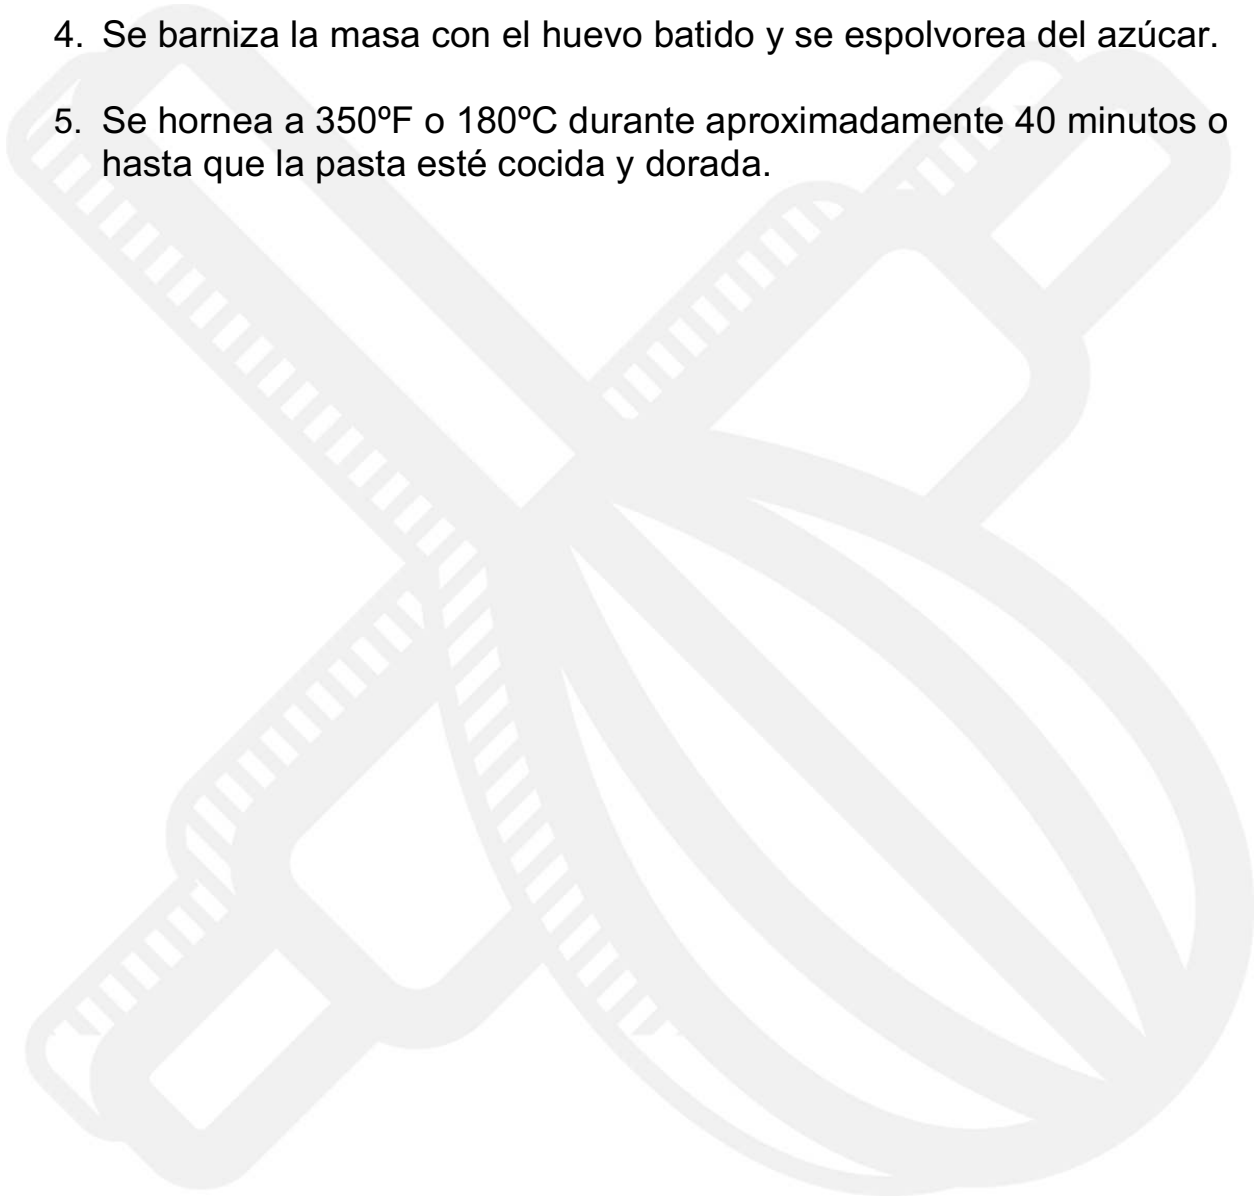 4. Se barniza la masa con el huevo batido y se espolvorea del azúcar.
5. Se hornea a 350ºF o 180ºC durante aproximadamente 40 minutos o
hasta que la pasta esté cocida y dorada.